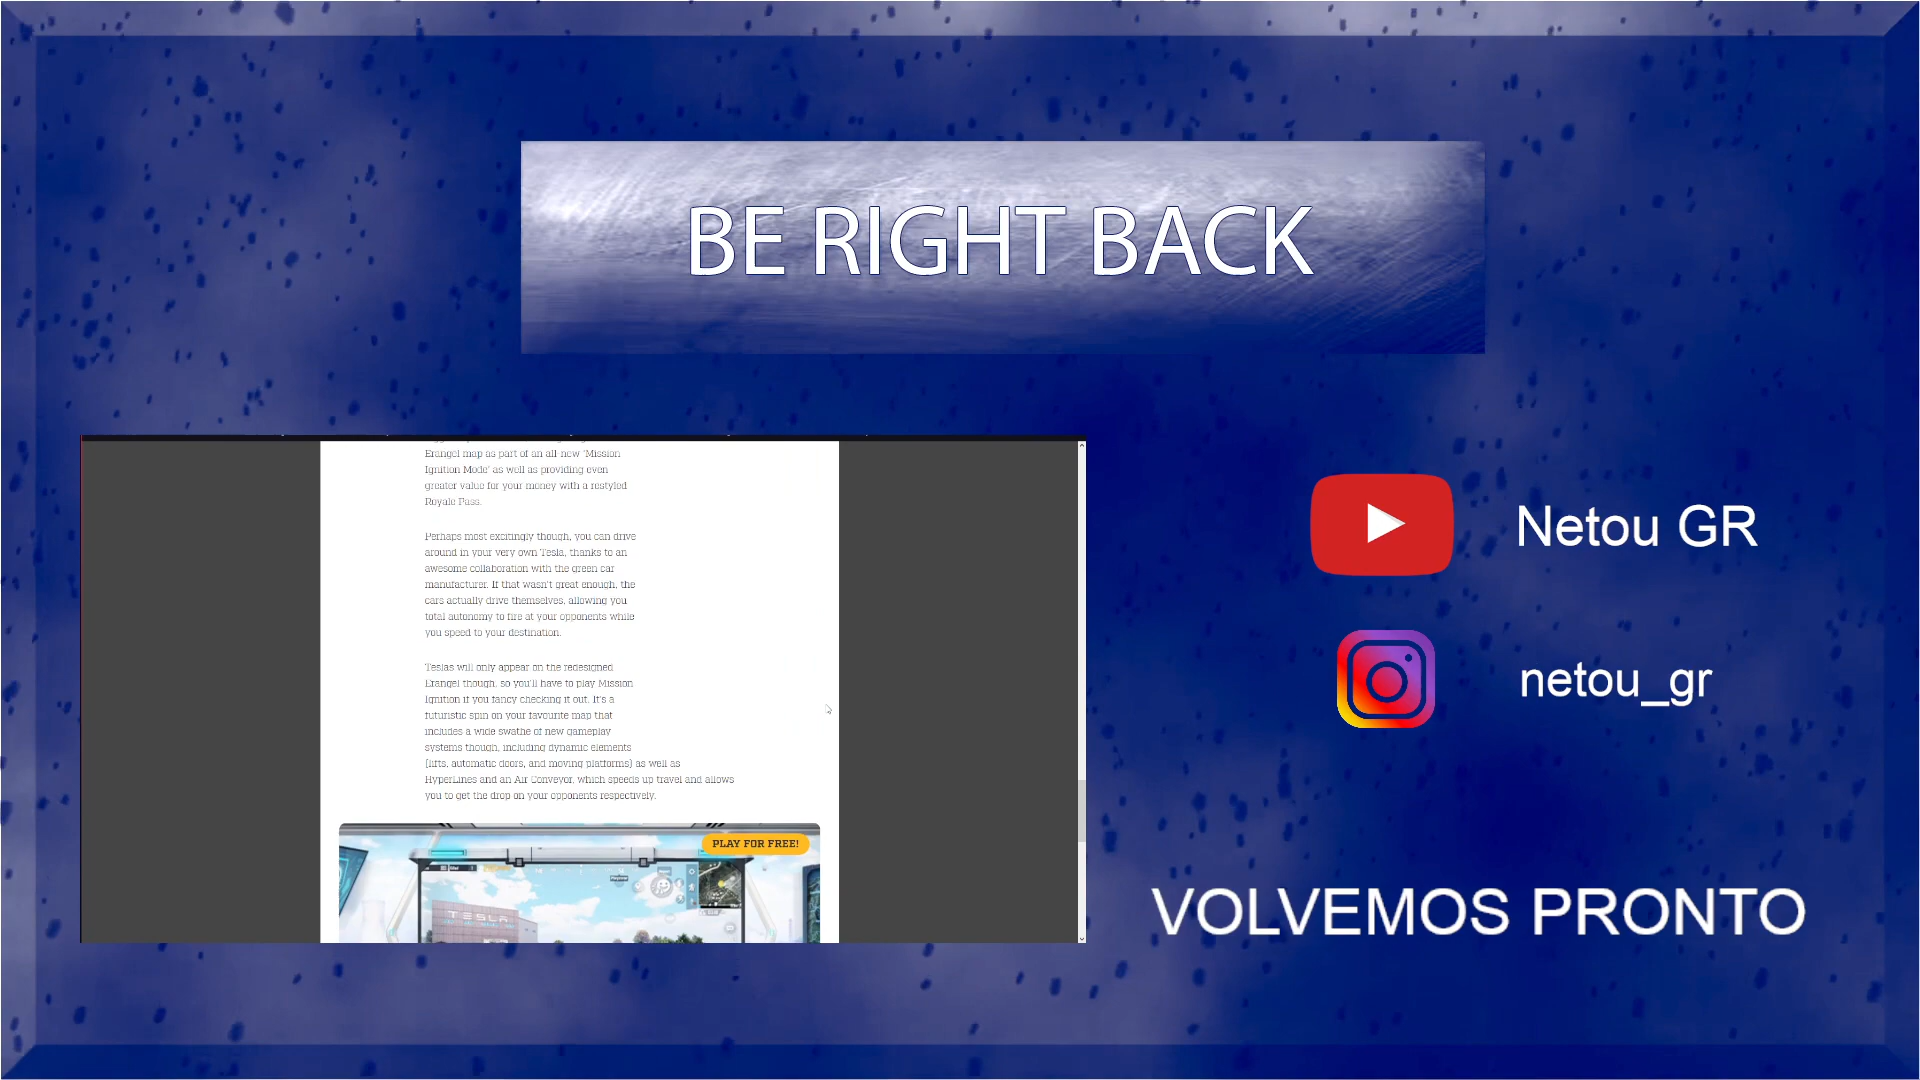 BE RIGHT BACK
Erangel map as part of an all-new 'Mission
Ignition Mode' as well as providing even
greater value for your money with a restyled
Royale Pass.
Perhaps most excitingly though, you can drive
around in your very own Tesla, thanks to an
awesome collaboration with the green car
manufacturer. If that wasn't great enough, the
cars actually drive themselves, allowing you
total autonomy to fire at your opponents while
you speed to your destination.
Teslas will only appear on the redesigned
Erangel though, so you'll have to play Mission
Ignition if you fancy checking it out. It's a
futuristic spin on your favourite map that
includes a wide swathe of new gameplay
systems though, including dynamic elements
(lifts, automatic doors, and moving platforms) as well as
HyperLines and an Air Conveyor, which speeds up travel and allows
you to get the drop on your opponents respectively.
PLAY FOR FREE!
TESLA
Netou GR
netou_gr
VOLVEMOS PRONTO